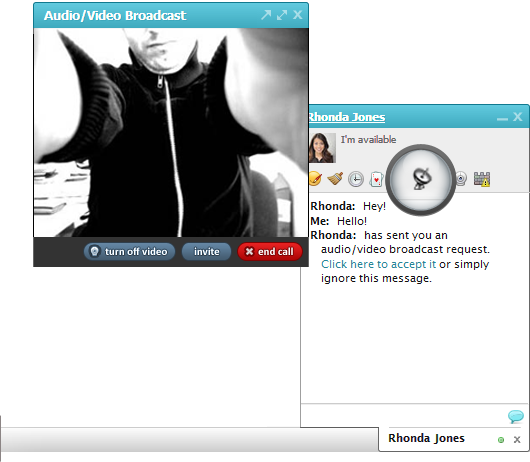 Audio/Video Broadcast
turn off video
invite
end call
Rhonda Jones
I'm available
Rhonda: Hey!
Me: Hello!
Rhonda: has sent you an
audio/video broadcast request.
Click here to accept it or simply
ignore this message.
Rhonda Jones